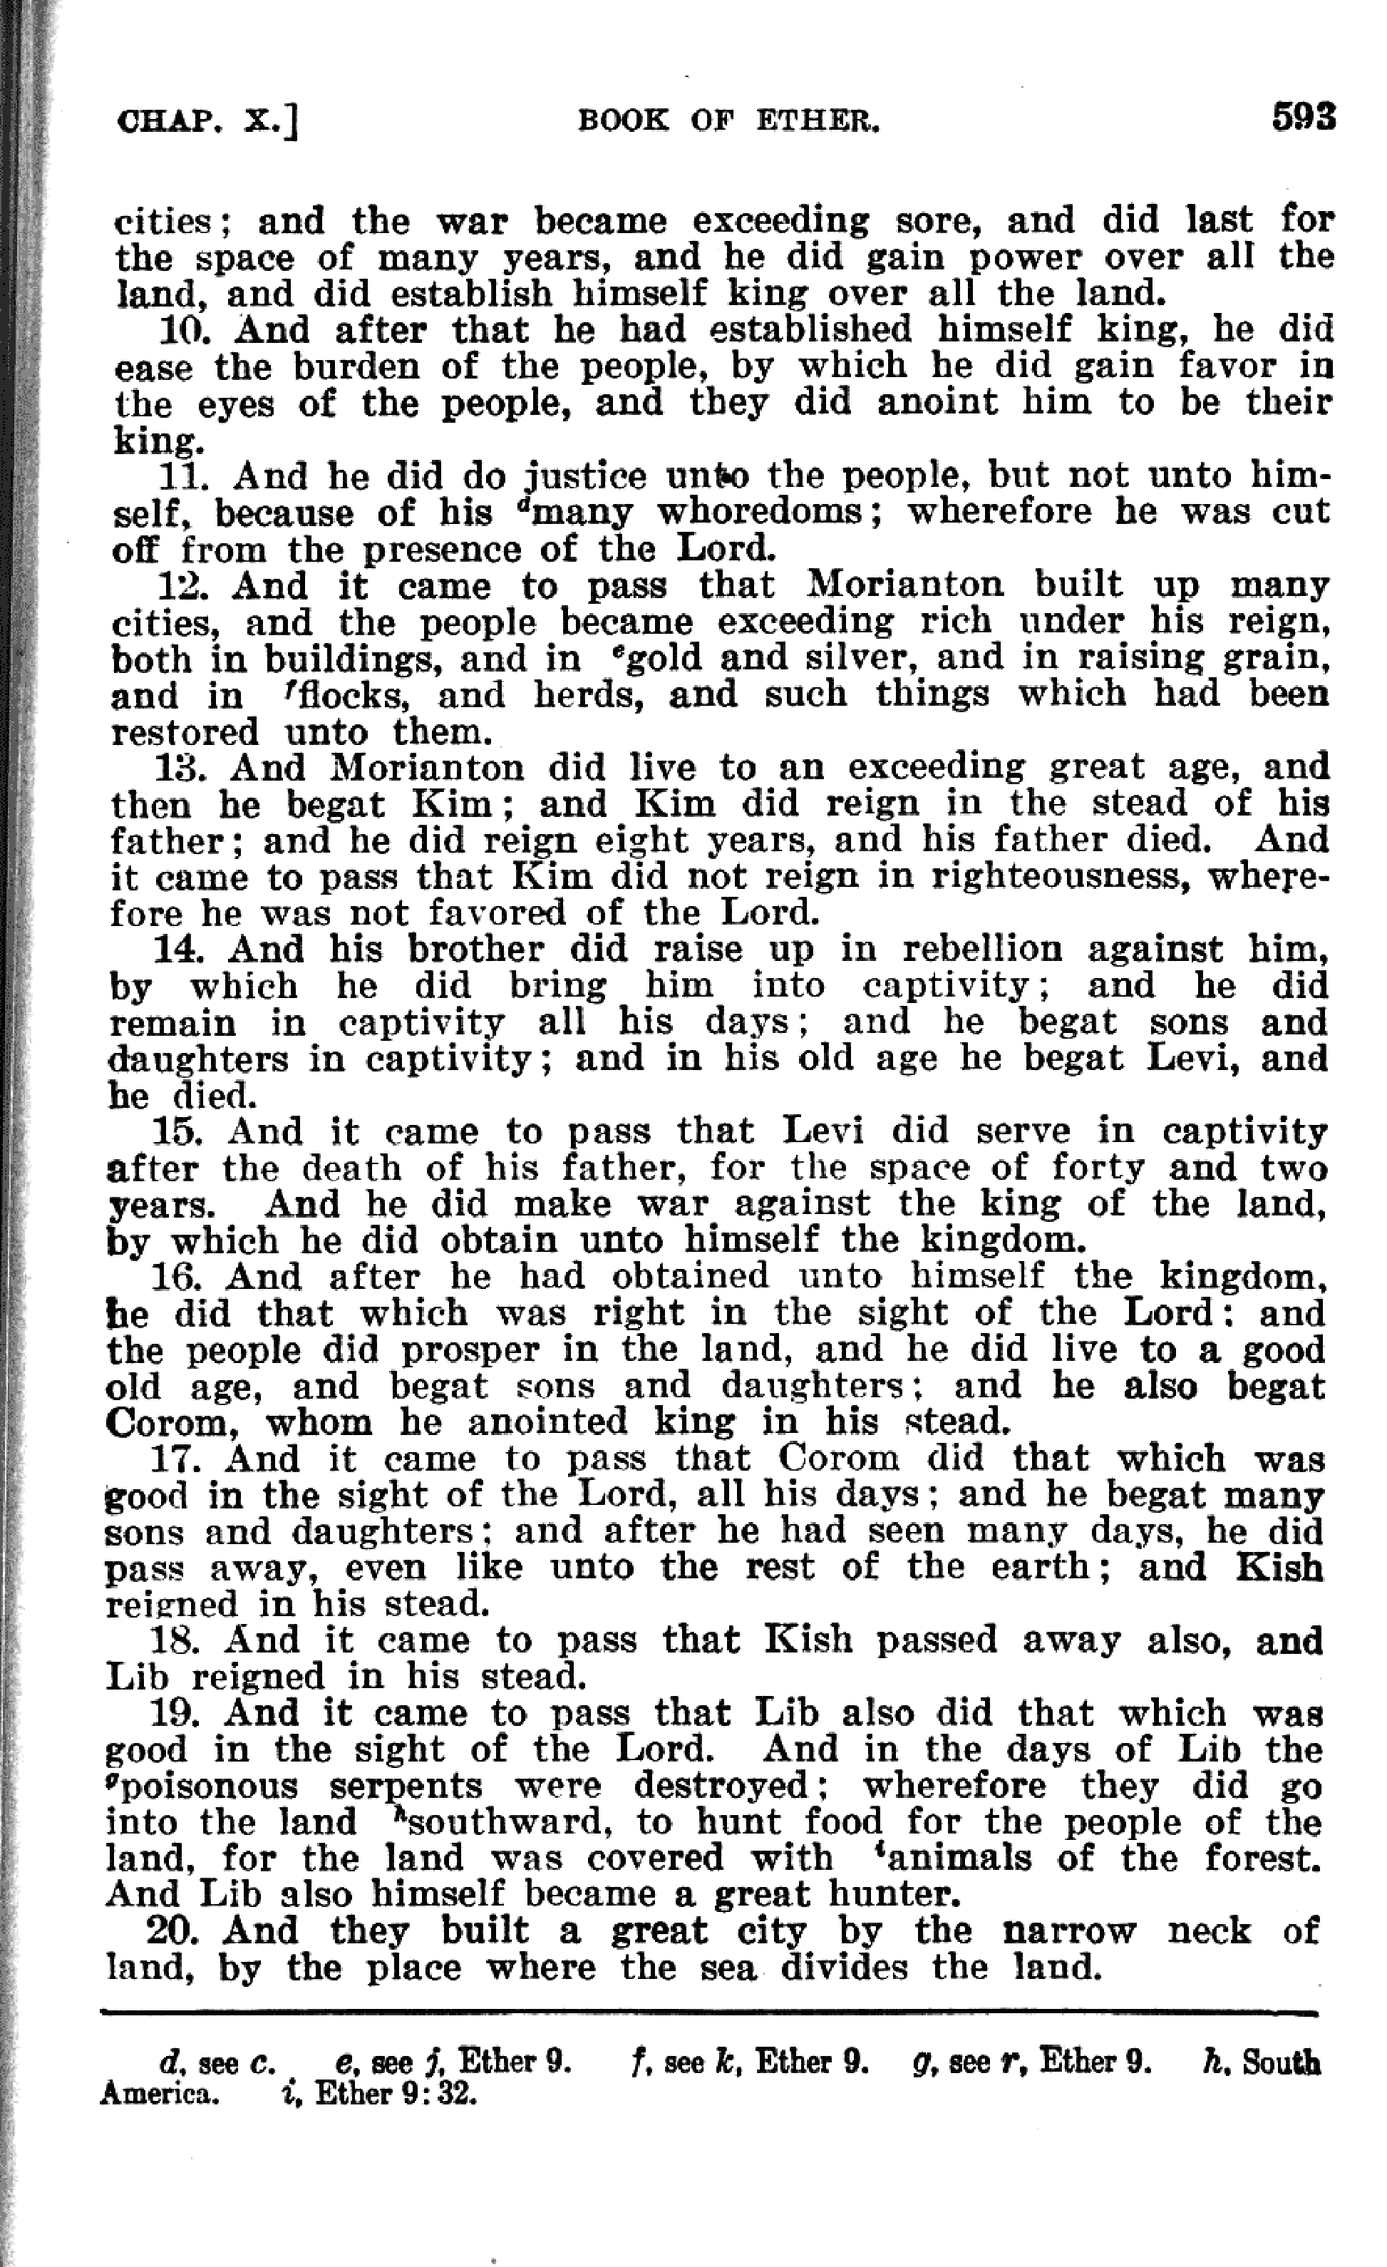 CHAP. X.] BOOK OF ETHER. 593
cities; and the war became exceeding sore, and did last for
the space of many years, and he did gain power over all the
land, and did establish himself king over all the land.
10. And after that he had established himself king, he did
ease the burden of the people, by which he did gain favor in
the eyes of the people, and they did anoint him to be their
king.
11. And he did do justice unto the people, but not unto him-
self, because of his dmany whoredoms; wherefore he was cut
off from the presence of the Lord.
12. And it came to pass that Morianton built up many
cities, and the people became exceeding rich under his reign,
both in buildings, and in egold and silver, and in raising grain,
and in fflocks, and herds, and such things which had been
restored unto them.
13. And Morianton did live to an exceeding great age, and
then he begat Kim; and Kim did reign in the stead of his
father; and he did reign eight years, and his father died. And
it came to pass that Kim did not reign in righteousness, where-
fore he was not favored of the Lord.
14. And his brother did raise up in rebellion against him,
by which he did bring him into captivity; and he did
remain in captivity all his days; and he begat sons and
daughters in captivity; and in his old age he begat Levi, and
he died.
15. And it came to pass that Levi did serve in captivity
after the death of his father, for the space of forty and two
years. And he did make war against the king of the land,
by which he did obtain unto himself the kingdom.
16. And after he had obtained unto himself the kingdom,
he did that which was right in the sight of the Lord: and
the people did prosper in the land, and he did live to a good
old age, and begat sons and daughters; and he also begat
Corom, whom he anointed king in his stead.
17. And it came to pass that Corom did that which was
good in the sight of the Lord, all his days; and he begat many
sons and daughters; and after he had seen many days, he did
pass away, even like unto the rest of the earth; and Kish
reigned in his stead.
18. And it came to pass that Kish passed away also, and
Lib reigned in his stead.
19. And it came to pass that Lib also did that which was
good in the sight of the Lord. And in the days of Lib the
gpoisonous serpents were destroyed; wherefore they did go
into the land hsouthward, to hunt food for the people of the
land, for the land was covered with ianimals of the forest.
And Lib also himself became a great hunter.
20. And they built a great city by the narrow neck of
land, by the place where the sea divides the land.
d, see c. e, see j, Ether 9. f, see k, Ether 9. g, see r, Ether 9. h, South
America. i, Ether 9:32.